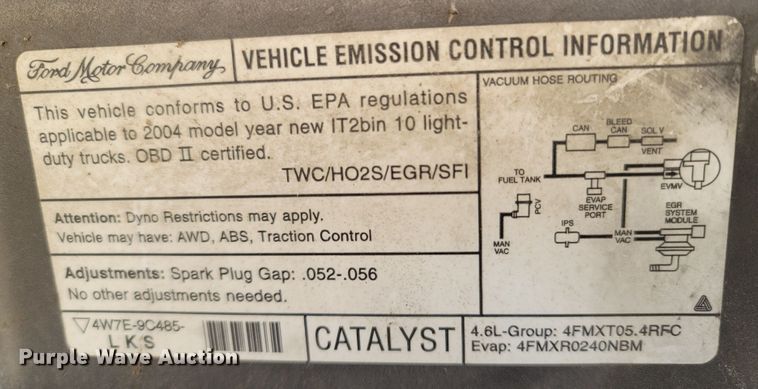 Ford Motor Company
VEHICLE EMISSION CONTROL INFORMATION
This vehicle conforms to U.S. EPA regulations
applicable to 2004 model year new IT2bin 10 light-
duty trucks. OBD II certified.
TWC/HO2S/EGR/SFI
Attention: Dyno Restrictions may apply.
Vehicle may have: AWD, ABS, Traction Control
Adjustments: Spark Plug Gap: .052-.056
No other adjustments needed.
4W7E-9C485-
LKS
CATALYST
4.6L-Group: 4FMXT05.4RFC
Evap: 4FMXR0240NBM
VACUUM HOSE ROUTING
CAN
BLEED
CAN
SOL V
VENT
TO
FUEL TANK
EVMV
EVAP
SERVICE
PORT
PCV
MAN
VAC
IPS
MAN
VAC
EGR
SYSTEM
MODULE
Purple Wave Auction